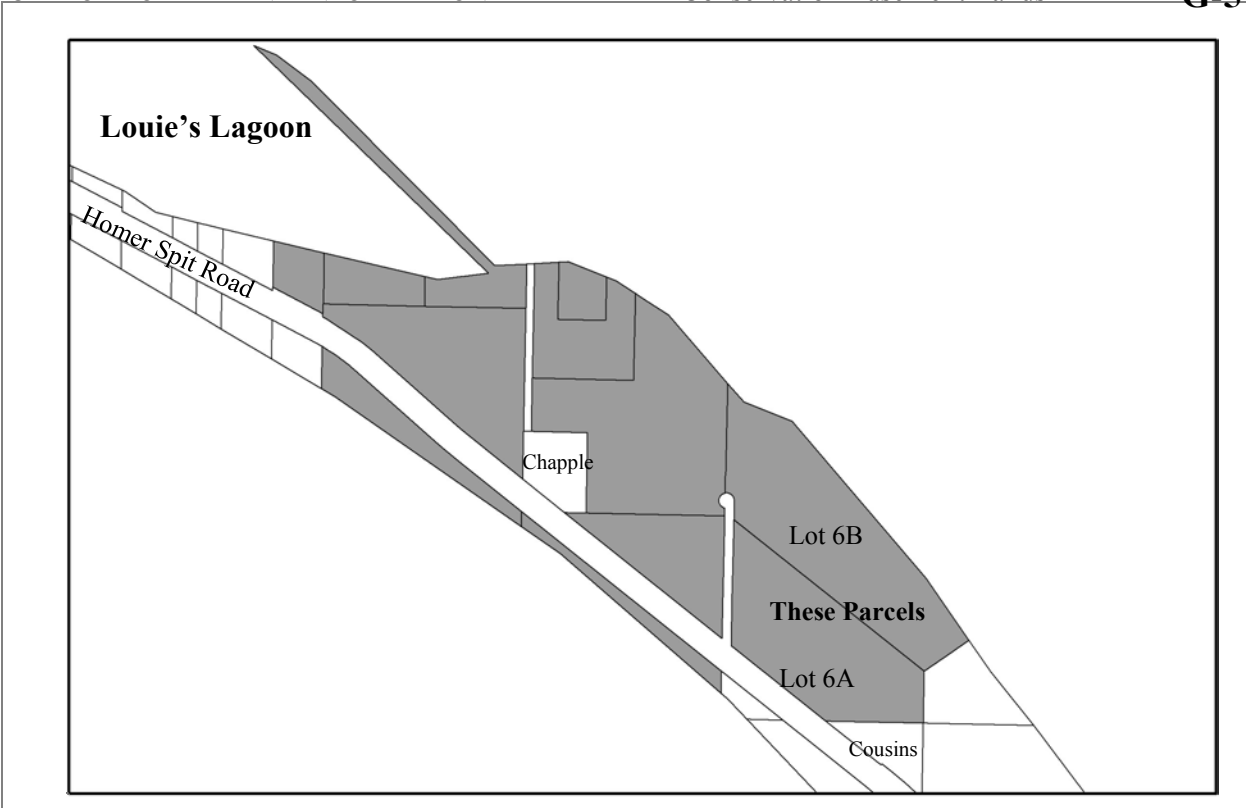 Louie’s Lagoon
Homer Spit Road
Chapple
Lot 6B
These Parcels
Lot 6A
Cousins